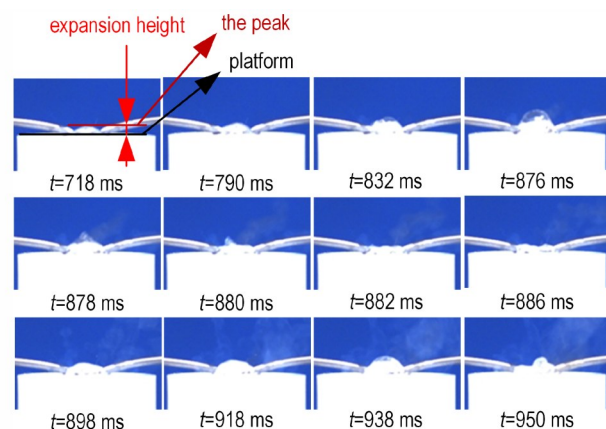 expansion height
the peak
platform
t=718 ms
t=790 ms
t=832 ms
t=876 ms
t=878 ms
t=880 ms
t=882 ms
t=886 ms
t=898 ms
t=918 ms
t=938 ms
t=950 ms